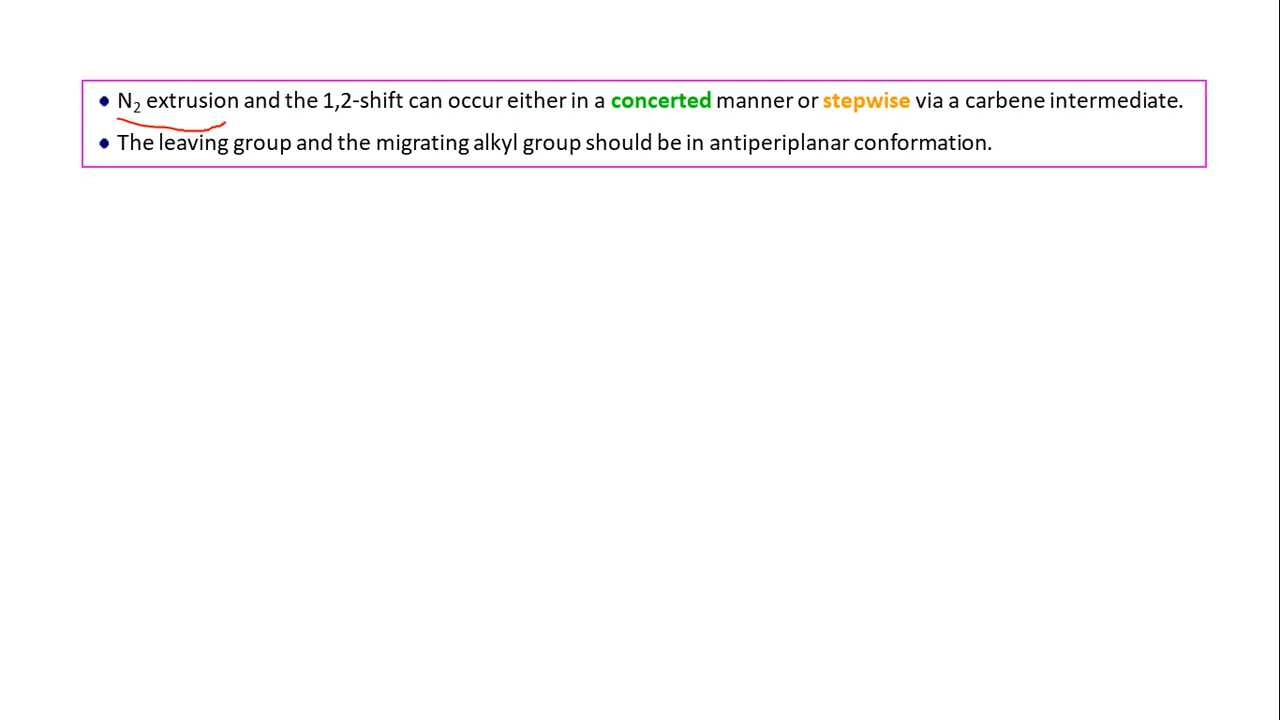 • N₂ extrusion and the 1,2-shift can occur either in a concerted manner or stepwise via a carbene intermediate.
• The leaving group and the migrating alkyl group should be in antiperiplanar conformation.